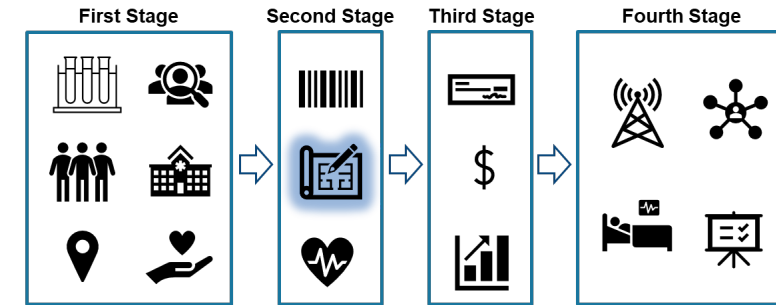 First Stage
Second Stage
Third Stage
Fourth Stage
$